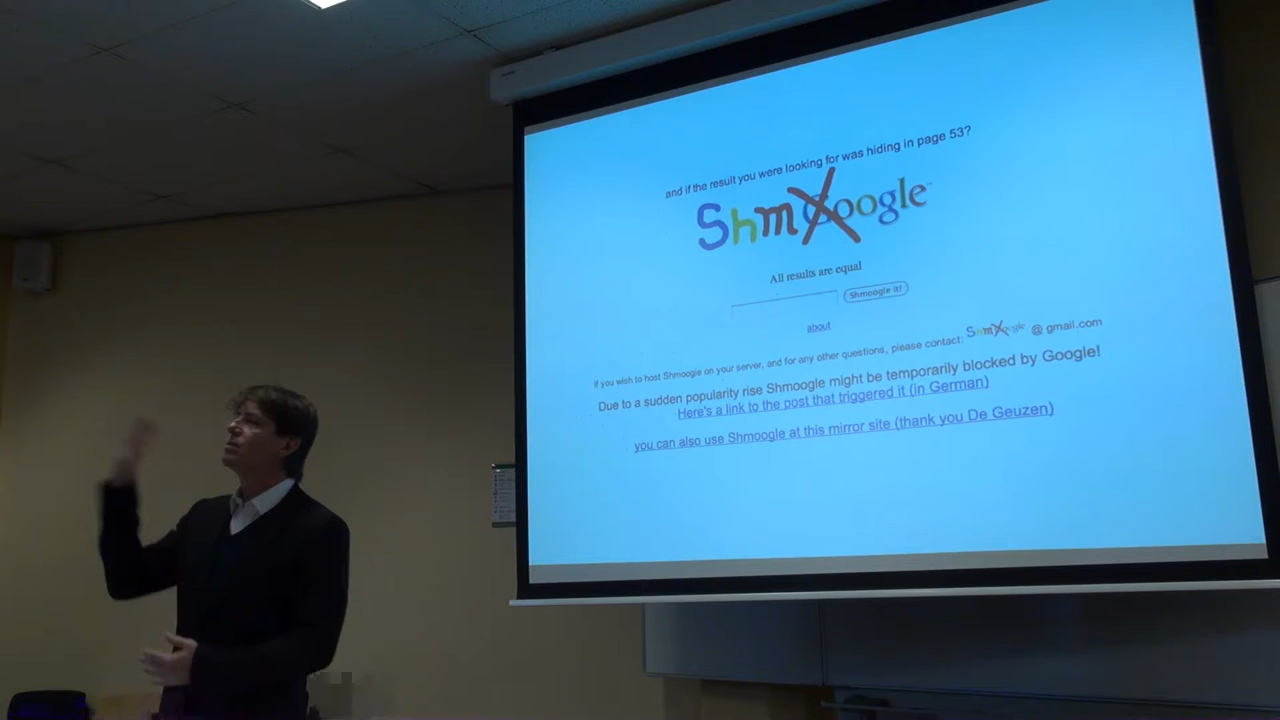 and if the result you were looking for was hiding in page 53?
ShmGoogle
All results are equal
Shmoogle it!
about
if you wish to host Shmoogle on your server, and for any other questions, please contact: ShmGoogle @ gmail.com
Due to a sudden popularity rise Shmoogle might be temporarily blocked by Google!
Here's a link to the post that triggered it (in German)
you can also use Shmoogle at this mirror site (thank you De Geuzen)